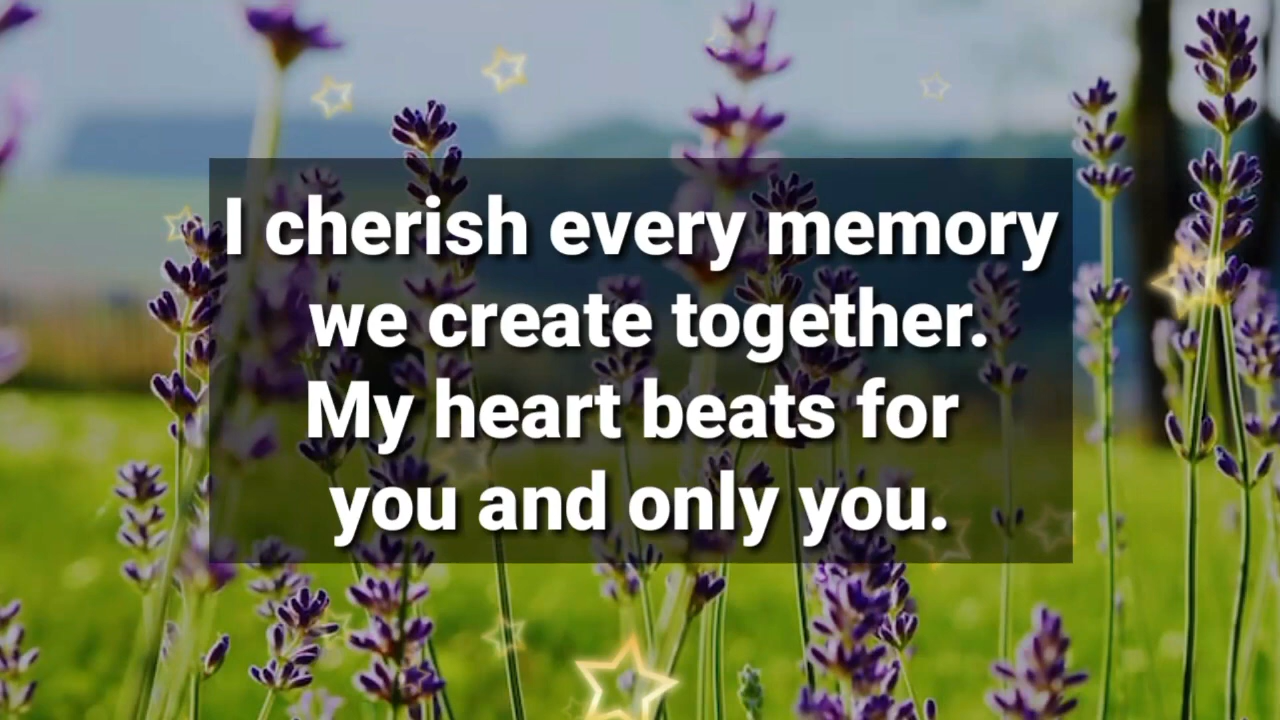 I cherish every memory
we create together.
My heart beats for
you and only you.